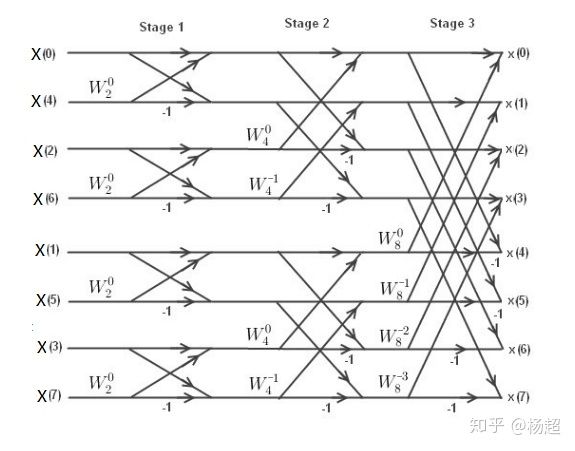 Stage 1 Stage 2 Stage 3
X(0) x(0)
W_2^0
X(4) -1 x(1)
W_4^0
X(2) -1 x(2)
W_2^0 W_4^-1
X(6) -1 -1 x(3)
W_8^0
X(1) -1 x(4)
W_2^0 W_8^-1
X(5) -1 -1 x(5)
W_4^0 W_8^-2
X(3) -1 -1 x(6)
W_2^0 W_4^-1 W_8^-3
X(7) -1 -1 -1 x(7)
知乎 @杨超